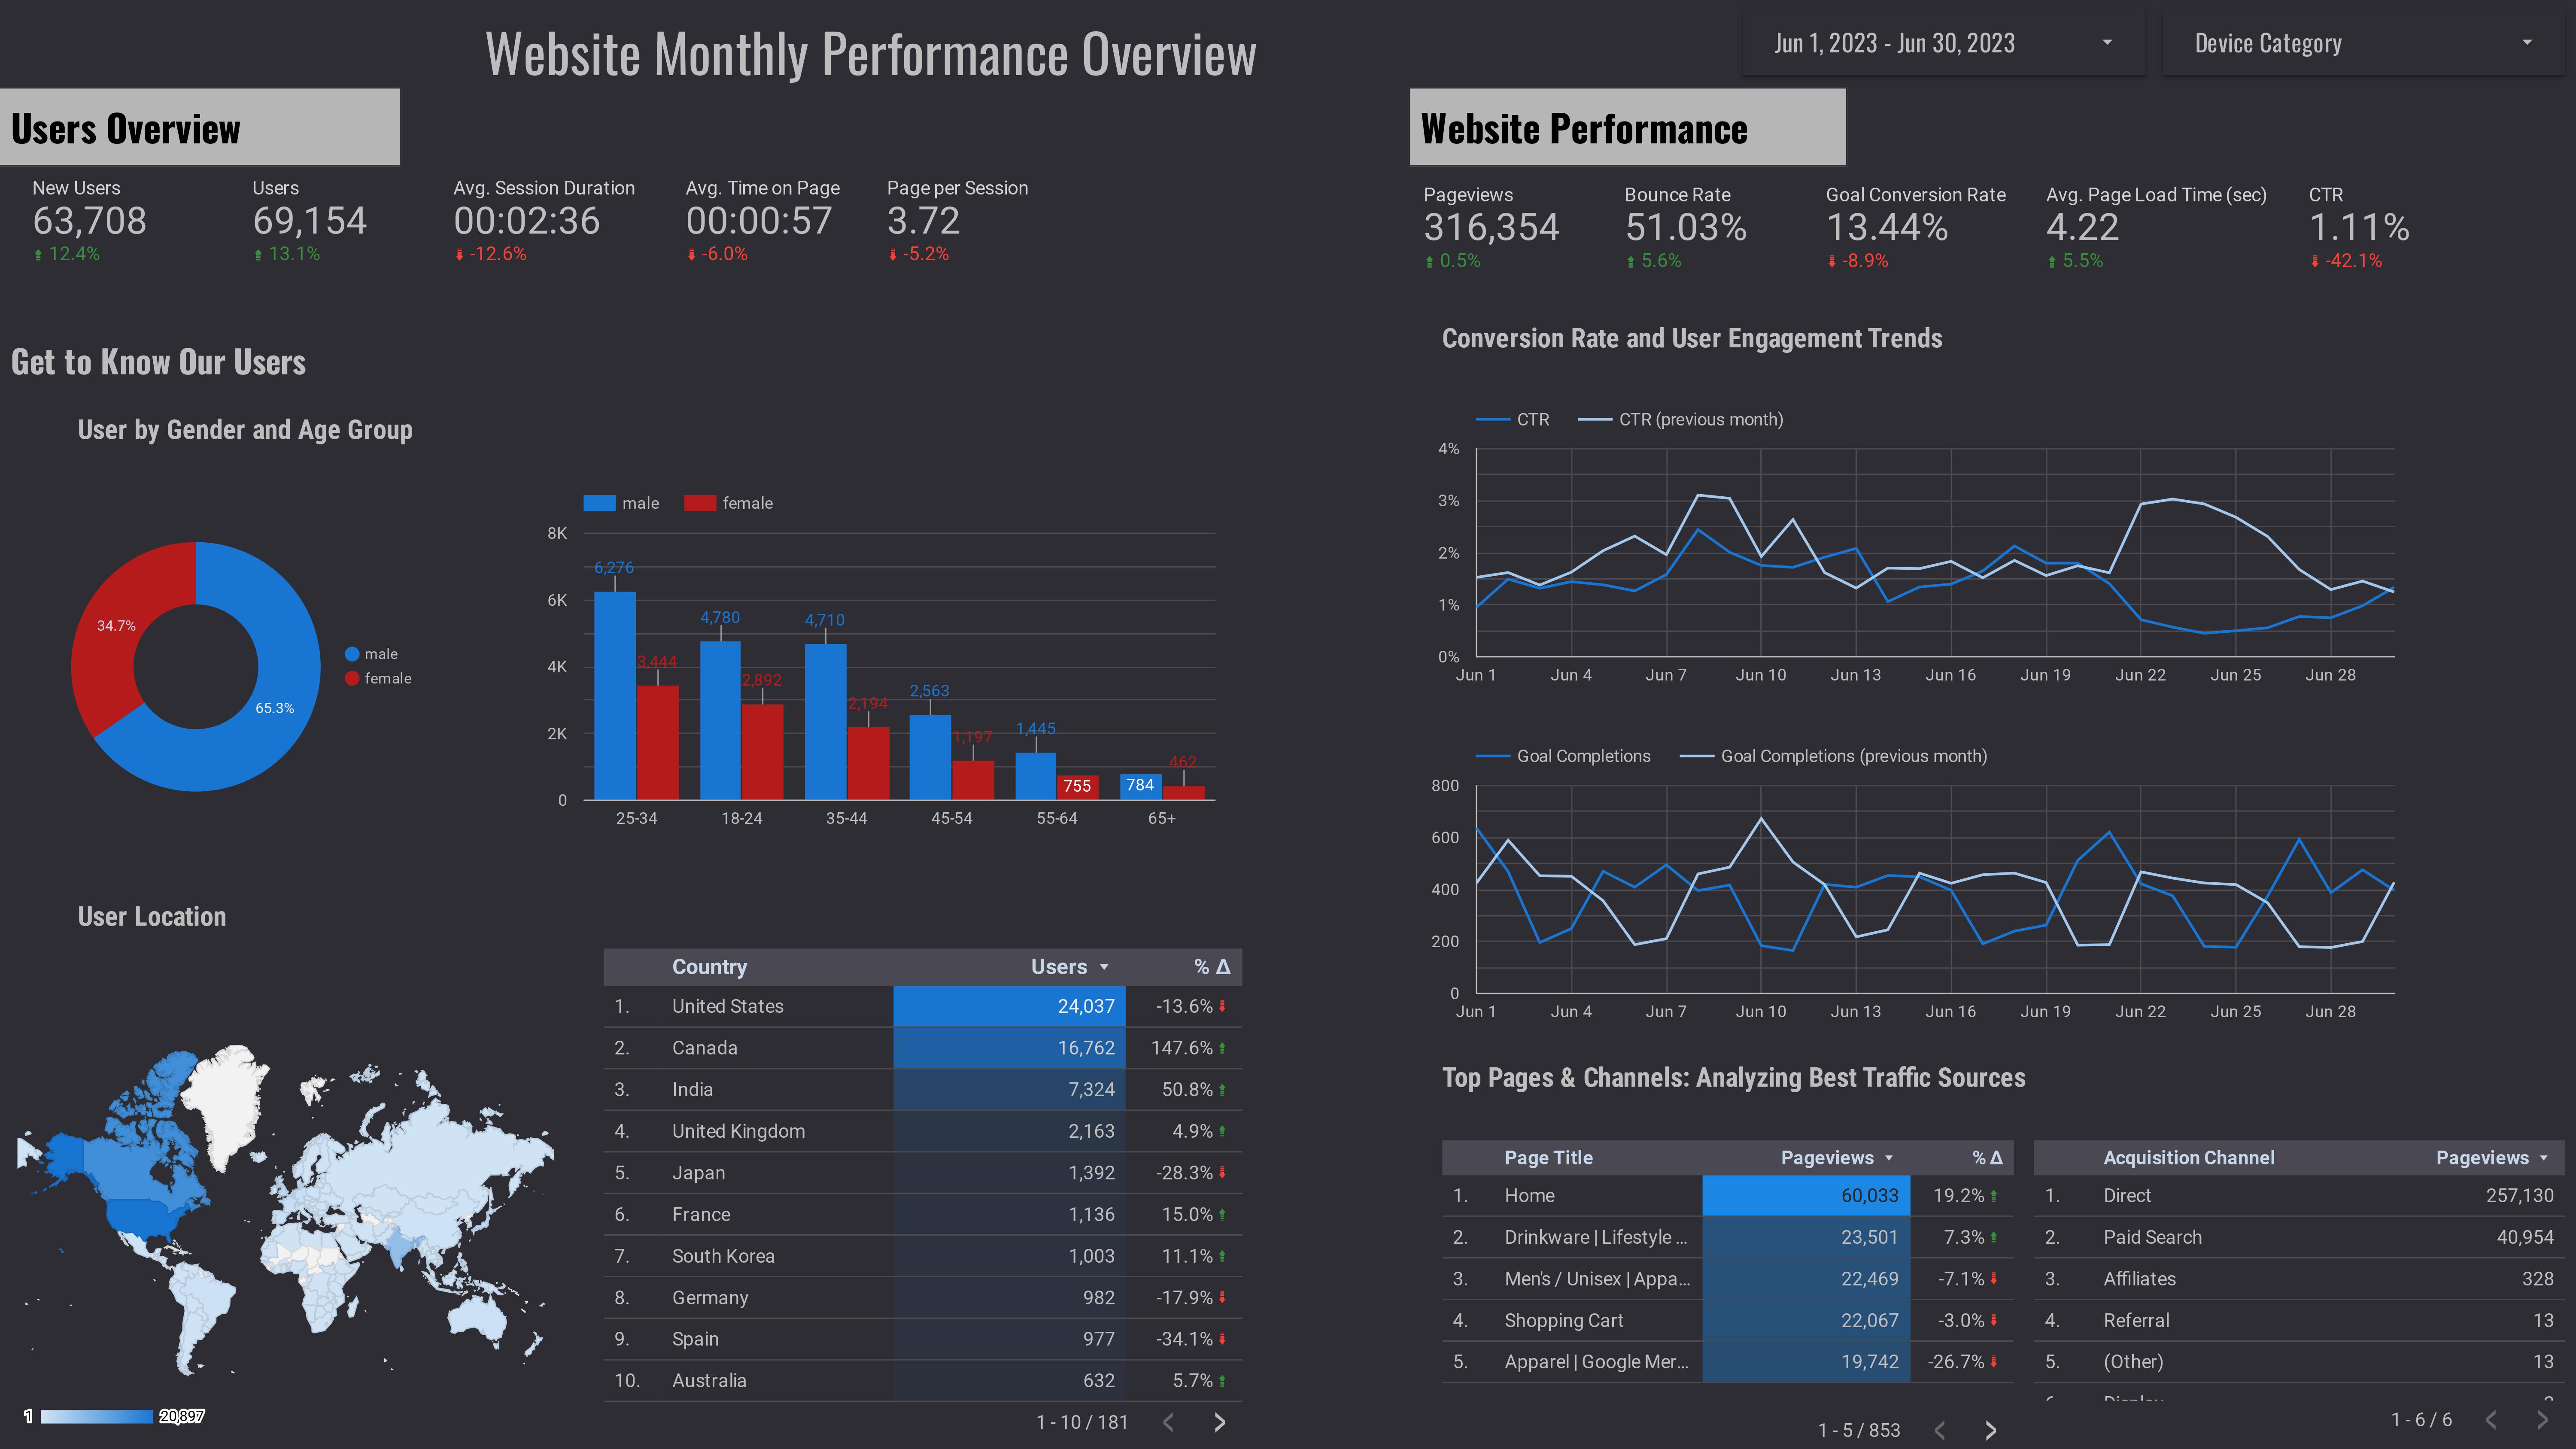 Website Monthly Performance Overview
Jun 1, 2023 - Jun 30, 2023
Device Category
Users Overview
New Users
63,708
12.4%
Users
69,154
13.1%
Avg. Session Duration
00:02:36
-12.6%
Avg. Time on Page
00:00:57
-6.0%
Page per Session
3.72
-5.2%
Get to Know Our Users
User by Gender and Age Group
34.7%
65.3%
male
female
male female
8K
6K
4K
2K
0
6,276
3,444
4,780
2,892
4,710
2,194
2,563
1,197
1,445
755
784
462
25-34 18-24 35-44 45-54 55-64 65+
User Location
1 20,897
Country Users % Δ
1. United States 24,037 -13.6%
2. Canada 16,762 147.6%
3. India 7,324 50.8%
4. United Kingdom 2,163 4.9%
5. Japan 1,392 -28.3%
6. France 1,136 15.0%
7. South Korea 1,003 11.1%
8. Germany 982 -17.9%
9. Spain 977 -34.1%
10. Australia 632 5.7%
1 - 10 / 181
Website Performance
Pageviews
316,354
0.5%
Bounce Rate
51.03%
5.6%
Goal Conversion Rate
13.44%
-8.9%
Avg. Page Load Time (sec)
4.22
5.5%
CTR
1.11%
-42.1%
Conversion Rate and User Engagement Trends
CTR CTR (previous month)
4%
3%
2%
1%
0%
Jun 1 Jun 4 Jun 7 Jun 10 Jun 13 Jun 16 Jun 19 Jun 22 Jun 25 Jun 28
Goal Completions Goal Completions (previous month)
800
600
400
200
0
Jun 1 Jun 4 Jun 7 Jun 10 Jun 13 Jun 16 Jun 19 Jun 22 Jun 25 Jun 28
Top Pages & Channels: Analyzing Best Traffic Sources
Page Title Pageviews % Δ
1. Home 60,033 19.2%
2. Drinkware | Lifestyle ... 23,501 7.3%
3. Men's / Unisex | Appa... 22,469 -7.1%
4. Shopping Cart 22,067 -3.0%
5. Apparel | Google Mer... 19,742 -26.7%
1 - 5 / 853
Acquisition Channel Pageviews
1. Direct 257,130
2. Paid Search 40,954
3. Affiliates 328
4. Referral 13
5. (Other) 13
1 - 6 / 6